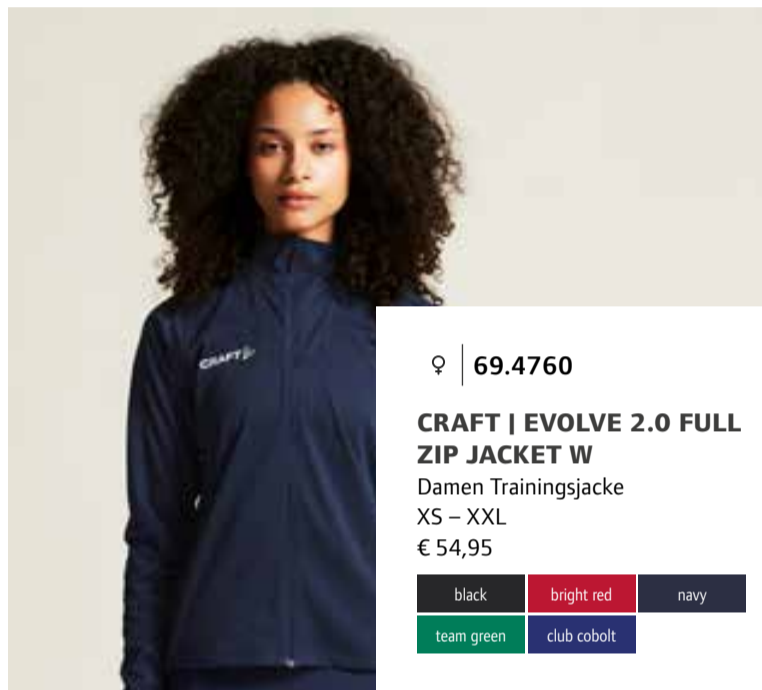 CRAFT
♀ 69.4760
CRAFT | EVOLVE 2.0 FULL
ZIP JACKET W
Damen Trainingsjacke
XS – XXL
€ 54,95
black bright red navy
team green club cobolt